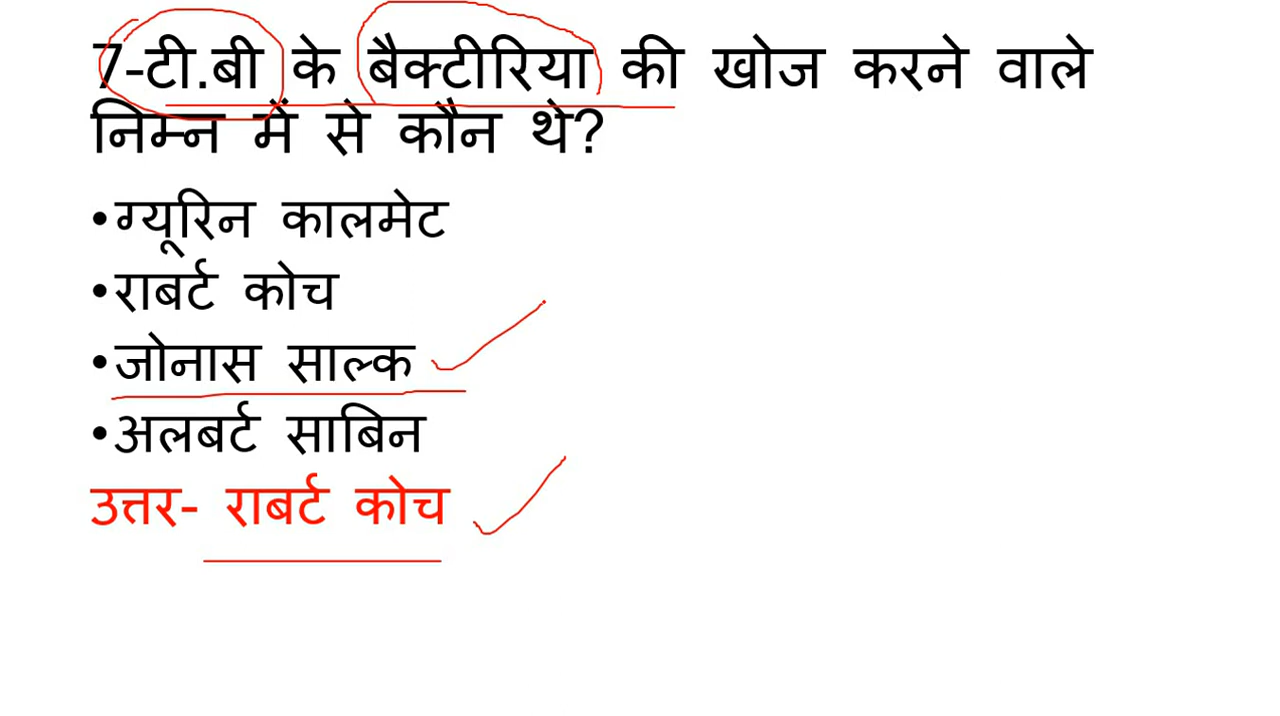 7-टी.बी के बैक्टीरिया की खोज करने वाले
निम्न में से कौन थे?
•ग्यूरिन कालमेट
•राबर्ट कोच
•जोनास साल्क
•अलबर्ट साबिन
उत्तर- राबर्ट कोच